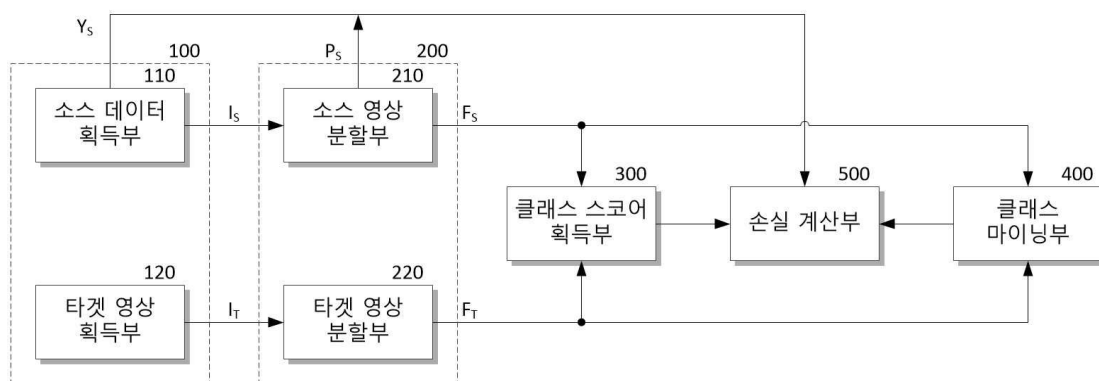 Y_S
100
P_S
200
110
210
소스 데이터
획득부
I_S
소스 영상
분할부
F_S
300
500
400
클래스 스코어
획득부
손실 계산부
클래스
마이닝부
120
220
타겟 영상
획득부
I_T
타겟 영상
분할부
F_T